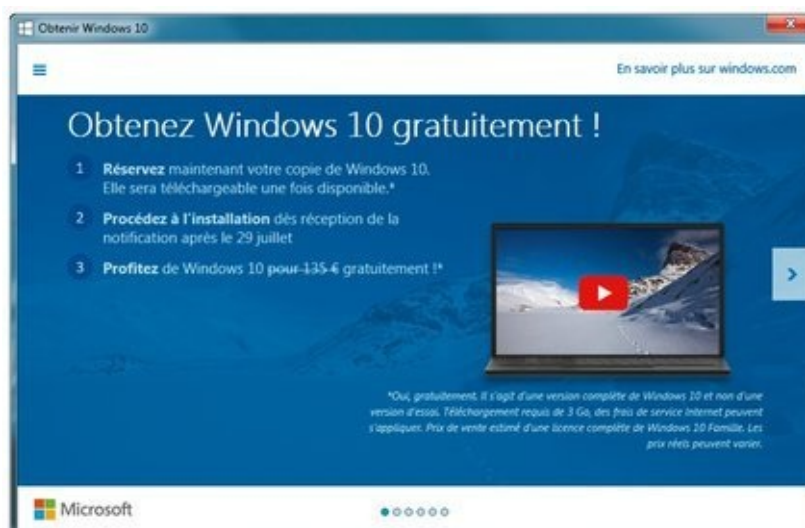 Obtenir Windows 10
En savoir plus sur windows.com
Obtenez Windows 10 gratuitement !
1 Réservez maintenant votre copie de Windows 10.
Elle sera téléchargeable une fois disponible.*
2 Procédez à l'installation dès réception de la
notification après le 29 juillet
3 Profitez de Windows 10 pour 135 € gratuitement !*
*Oui, gratuitement. Il s'agit d'une version complète de Windows 10 et non d'une
version d'essai. Téléchargement requis de 3 Go, des frais de service Internet peuvent
s'appliquer. Prix de vente estimé d'une licence complète de Windows 10 Famille. Les
prix réels peuvent varier.
Microsoft